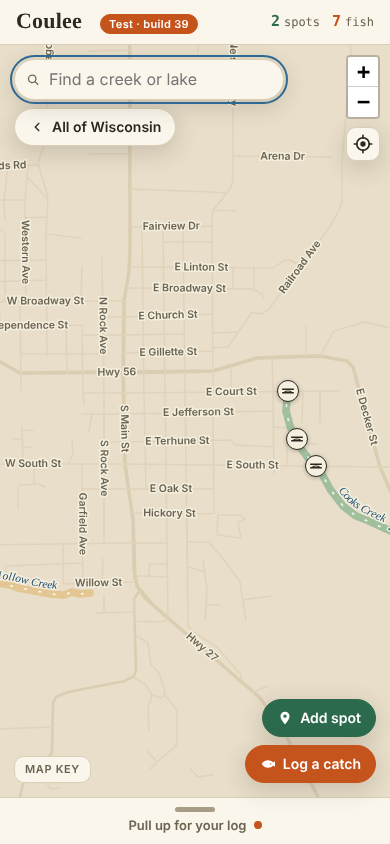 Coulee
Test · build 39
2 spots 7 fish
Find a creek or lake
All of Wisconsin
+
−
Arena Dr
ds Rd
Fairview Dr
Western Ave
E Linton St
Railroad Ave
E Broadway St
W Broadway St
N Rock Ave
E Church St
ependence St
E Gillette St
Hwy 56
E Court St
E Decker St
S Main St
E Jefferson St
E Terhune St
S Rock Ave
W South St
E South St
E Oak St
Cooks Creek
Garfield Ave
Hickory St
ollow Creek
Willow St
Hwy 27
Add spot
Log a catch
MAP KEY
Pull up for your log